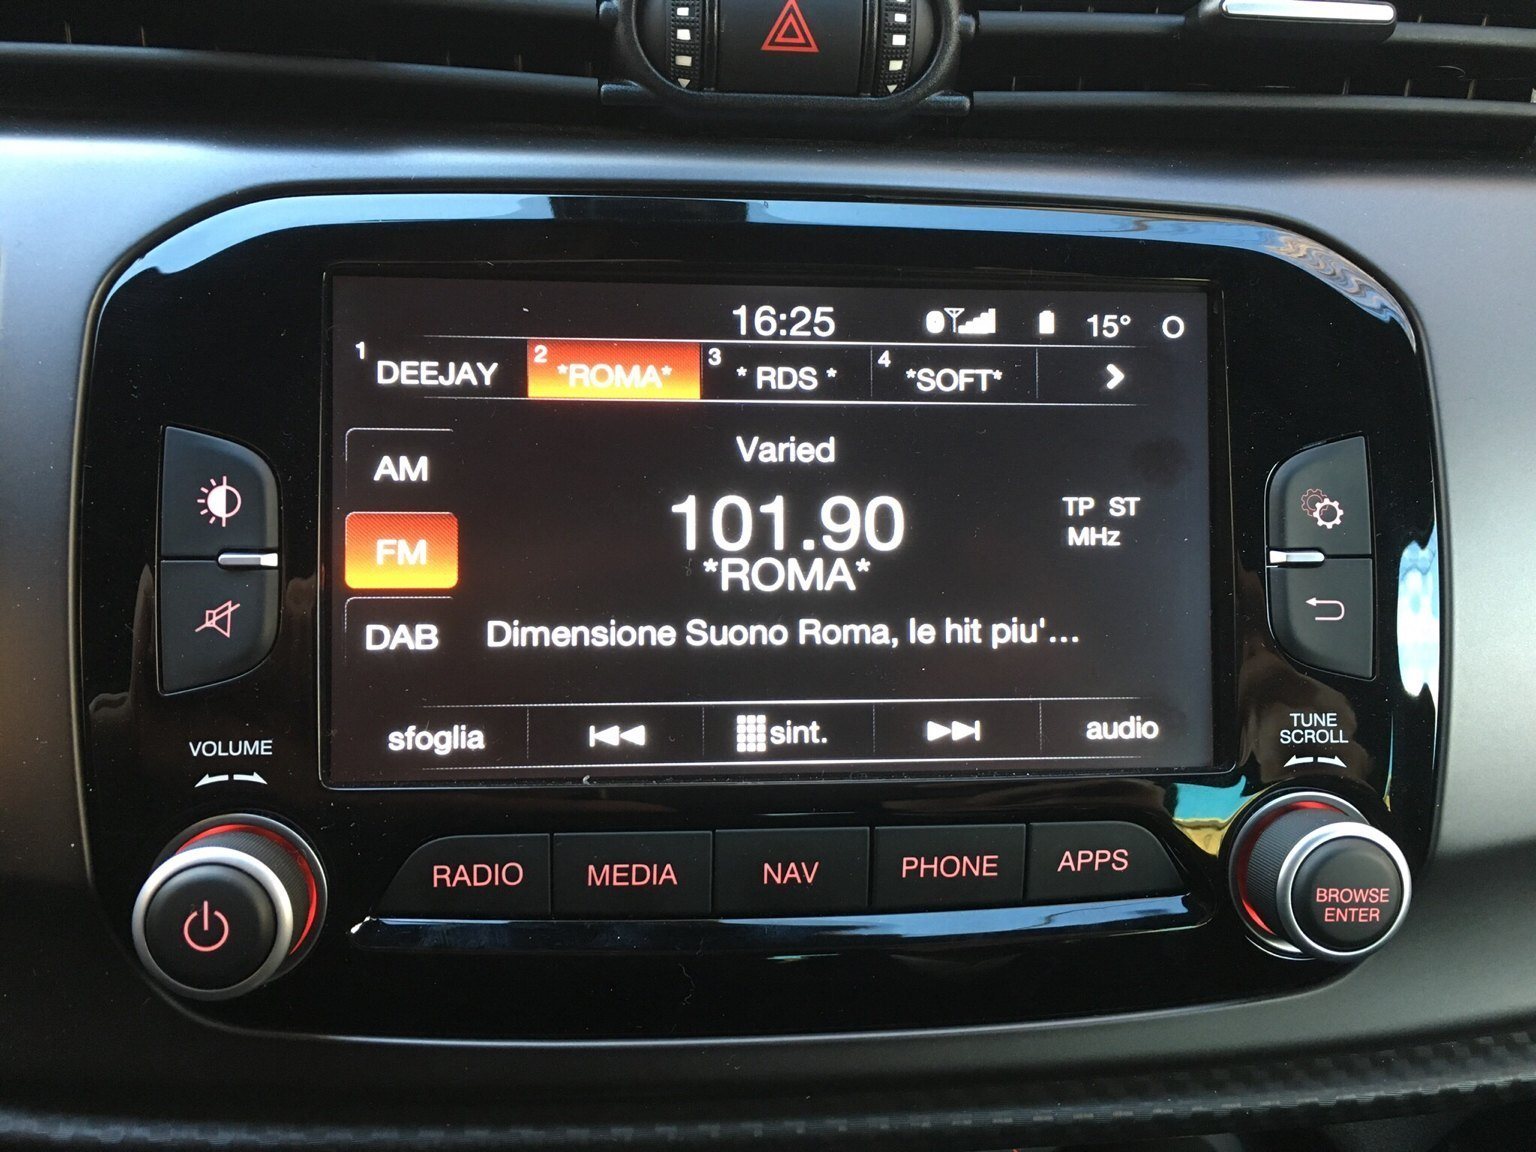 16:25 15° O
1 DEEJAY 2 *ROMA* 3 * RDS * 4 *SOFT*
Varied
AM
101.90 TP ST
MHz
FM
*ROMA*
DAB Dimensione Suono Roma, le hit piu'...
sfoglia sint. audio
VOLUME
TUNE
SCROLL
RADIO MEDIA NAV PHONE APPS
BROWSE
ENTER